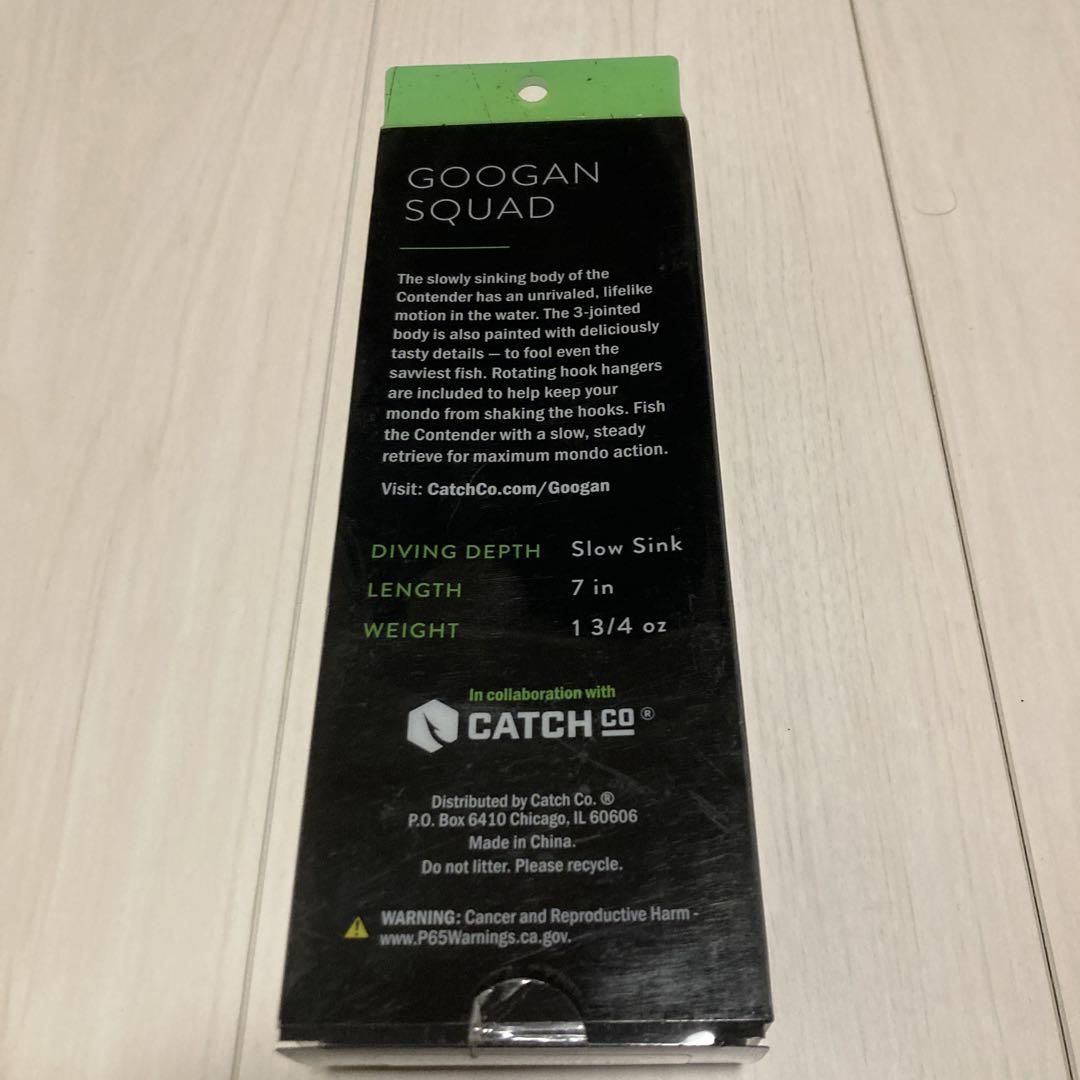 GOOGAN
SQUAD
The slowly sinking body of the
Contender has an unrivaled, lifelike
motion in the water. The 3-jointed
body is also painted with deliciously
tasty details — to fool even the
savviest fish. Rotating hook hangers
are included to help keep your
mondo from shaking the hooks. Fish
the Contender with a slow, steady
retrieve for maximum mondo action.
Visit: CatchCo.com/Googan
DIVING DEPTH Slow Sink
LENGTH 7 in
WEIGHT 1 3/4 oz
In collaboration with
CATCH CO ®
Distributed by Catch Co. ®
P.O. Box 6410 Chicago, IL 60606
Made in China.
Do not litter. Please recycle.
WARNING: Cancer and Reproductive Harm -
www.P65Warnings.ca.gov.